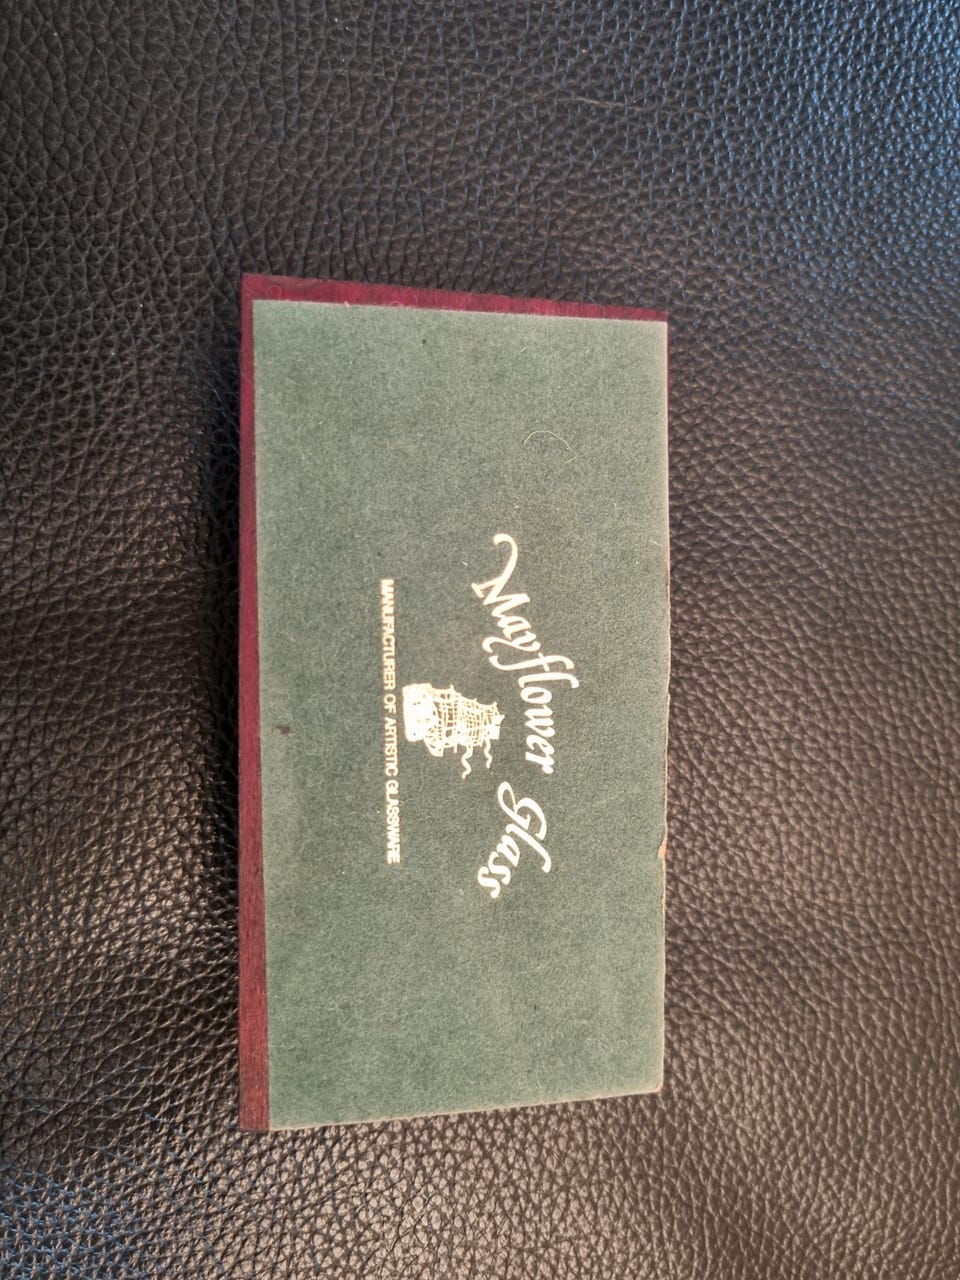 Mayflower Glass
MANUFACTURER OF ARTISTIC GLASSWARE